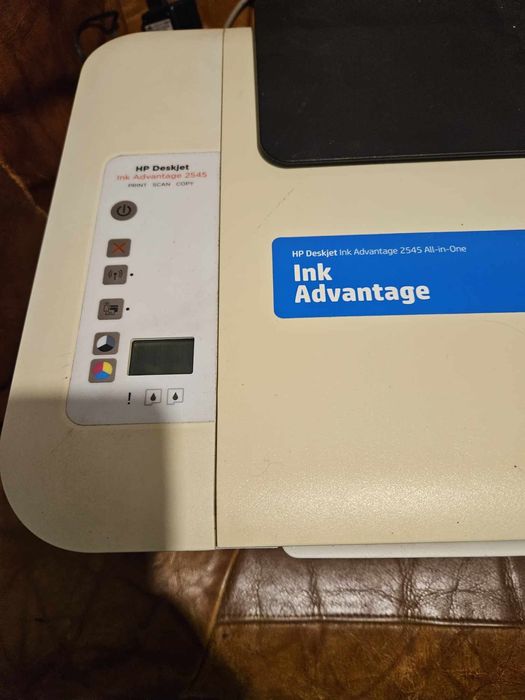 HP Deskjet
Ink Advantage 2545
PRINT SCAN COPY
!
HP Deskjet Ink Advantage 2545 All-in-One
Ink
Advantage